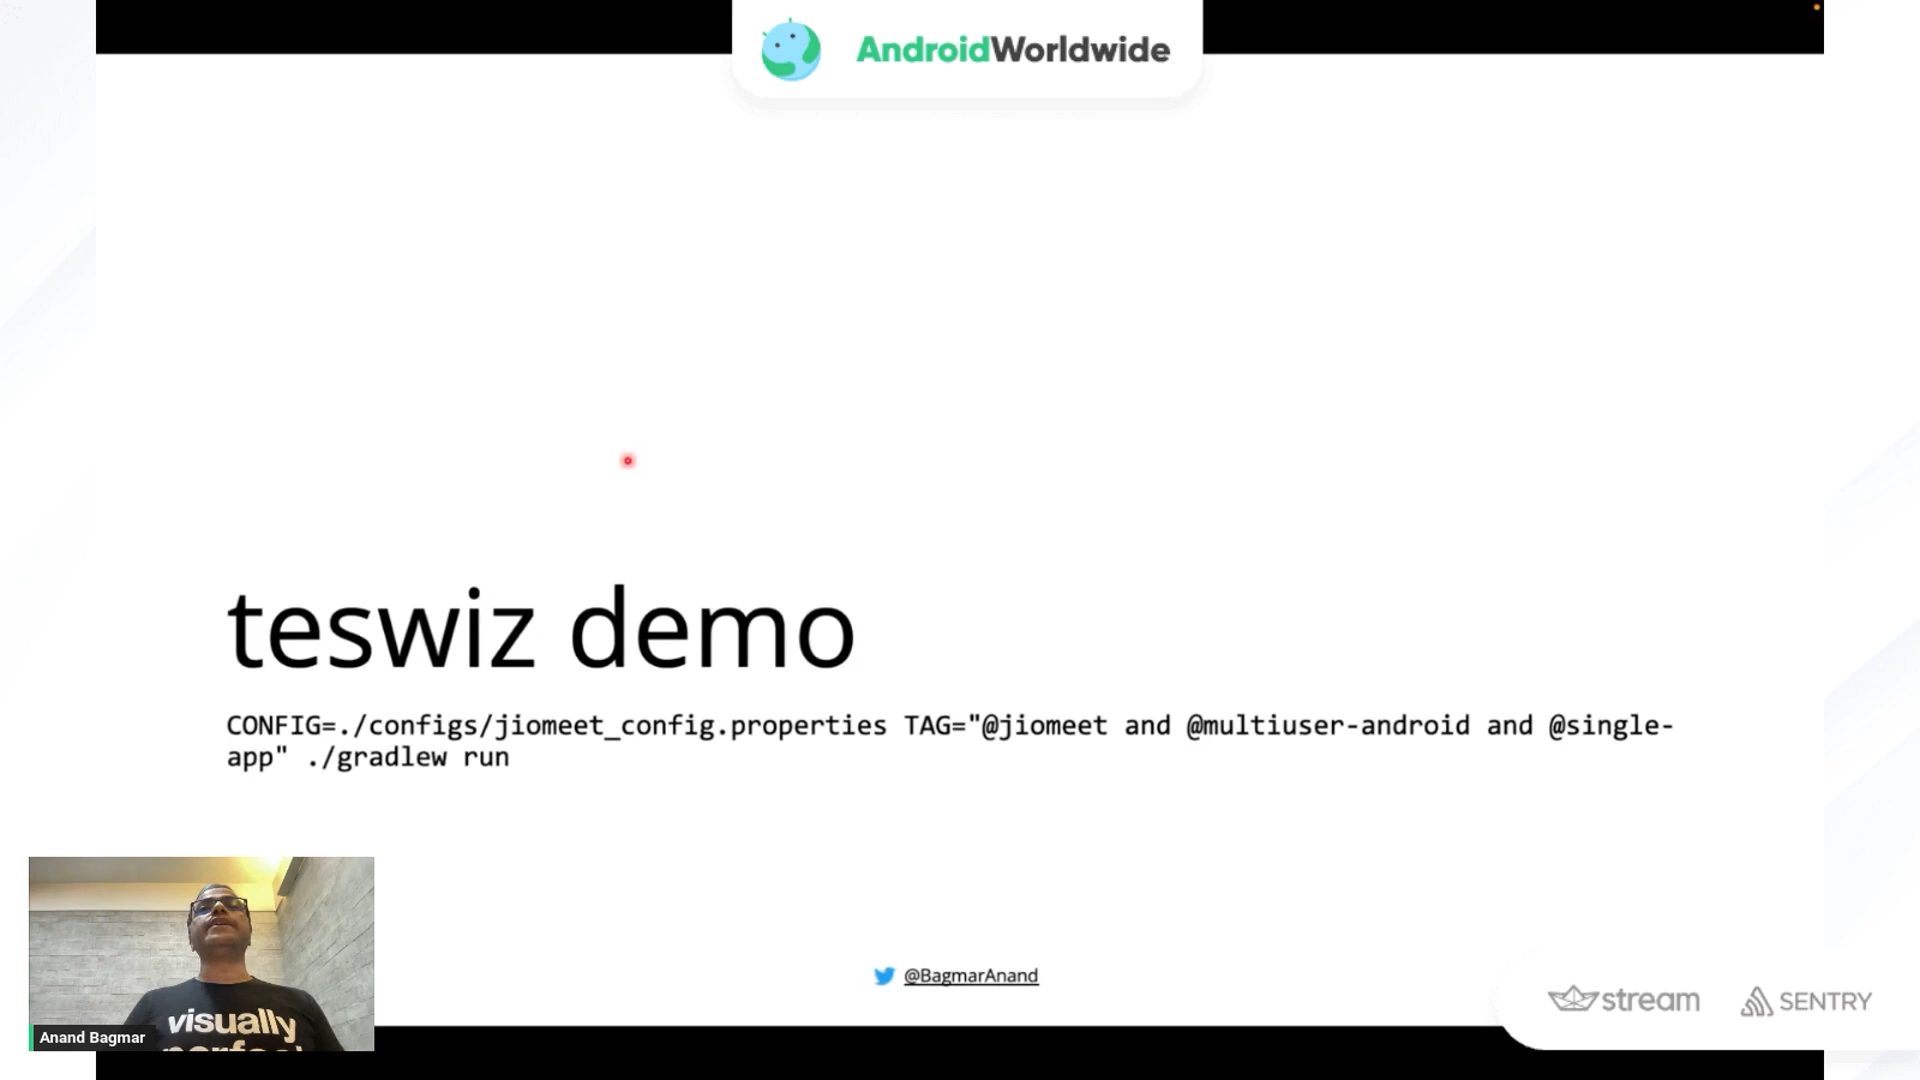 AndroidWorldwide
teswiz demo
CONFIG=./configs/jiomeet_config.properties TAG="@jiomeet and @multiuser-android and @single-
app" ./gradlew run
visually
perfect
Anand Bagmar
@BagmarAnand
stream
SENTRY